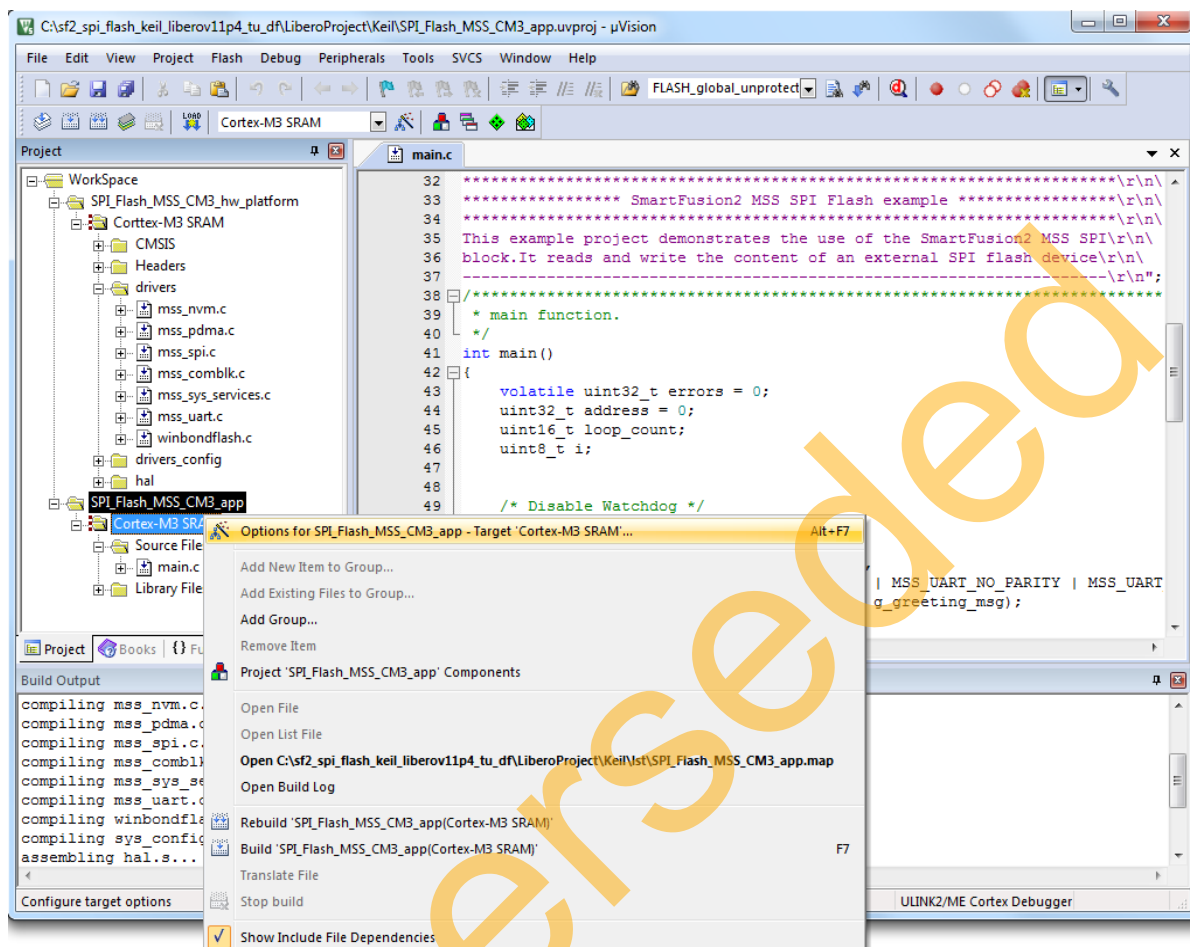 C:\sf2_spi_flash_keil_liberov11p4_tu_df\LiberoProject\Keil\SPI_Flash_MSS_CM3_app.uvproj - µVision
File Edit View Project Flash Debug Peripherals Tools SVCS Window Help
FLASH_global_unprotect
LOAD Cortex-M3 SRAM
Project
main.c
WorkSpace
SPI_Flash_MSS_CM3_hw_platform
Corttex-M3 SRAM
CMSIS
Headers
drivers
mss_nvm.c
mss_pdma.c
mss_spi.c
mss_comblk.c
mss_sys_services.c
mss_uart.c
winbondflash.c
drivers_config
hal
SPI_Flash_MSS_CM3_app
Cortex-M3 SRA
Source File
main.c
Library File
Project Books {} Fu
32 ***********************************************************************\r\n\
33 ***************** SmartFusion2 MSS SPI Flash example *****************\r\n\
34 ***********************************************************************\r\n\
35 This example project demonstrates the use of the SmartFusion2 MSS SPI\r\n\
36 block.It reads and write the content of an external SPI flash device\r\n\
37 ----------------------------------------------------------------------\r\n";
38 /***************************************************************************
39 * main function.
40 */
41 int main()
42 {
43 volatile uint32_t errors = 0;
44 uint32_t address = 0;
45 uint16_t loop_count;
46 uint8_t i;
47
48
49 /* Disable Watchdog */
| MSS_UART_NO_PARITY | MSS_UART
g_greeting_msg);
Options for SPI_Flash_MSS_CM3_app - Target 'Cortex-M3 SRAM'... Alt+F7
Add New Item to Group...
Add Existing Files to Group...
Add Group...
Remove Item
Project 'SPI_Flash_MSS_CM3_app' Components
Open File
Open List File
Open C:\sf2_spi_flash_keil_liberov11p4_tu_df\LiberoProject\Keil\lst\SPI_Flash_MSS_CM3_app.map
Open Build Log
Rebuild 'SPI_Flash_MSS_CM3_app(Cortex-M3 SRAM)'
Build 'SPI_Flash_MSS_CM3_app(Cortex-M3 SRAM)' F7
Translate File
Stop build
Show Include File Dependencies
Build Output
compiling mss_nvm.c.
compiling mss_pdma.c
compiling mss_spi.c.
compiling mss_combl
compiling mss_sys_se
compiling mss_uart.c
compiling winbondfla
compiling sys_config
assembling hal.s...
Configure target options
ULINK2/ME Cortex Debugger
erseded